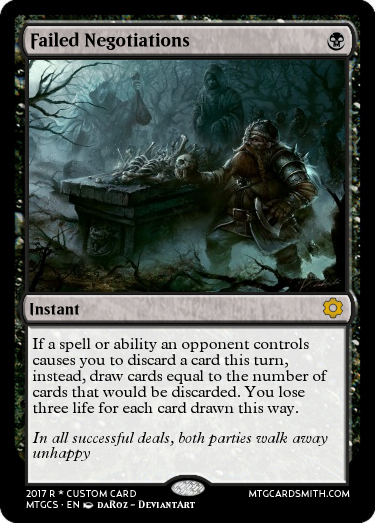 Failed Negotiations
Instant
If a spell or ability an opponent controls
causes you to discard a card this turn,
instead, draw cards equal to the number of
cards that would be discarded. You lose
three life for each card drawn this way.
In all successful deals, both parties walk away
unhappy
2017 R * CUSTOM CARD
MTGCS · EN daRoz – DeviantArt
MTGCARDSMITH.COM